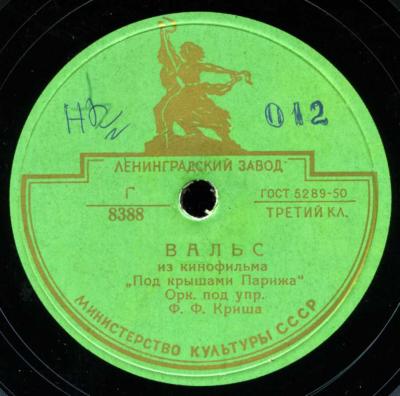 012
ЛЕНИНГРАДСКИЙ ЗАВОД
Г
8388
ГОСТ 5289-50
ТРЕТИЙ КЛ.
ВАЛЬС
из кинофильма
„Под крышами Парижа"
Орк. под упр.
Ф. Ф. Криша
МИНИСТЕРСТВО КУЛЬТУРЫ СССР